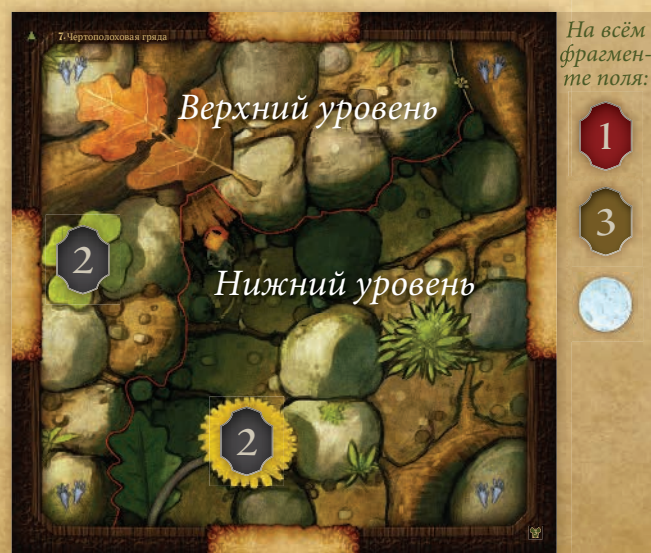 7. Чертополоховая гряда
На всём
фрагмен-
те поля:
Верхний уровень
1
3
2
Нижний уровень
2